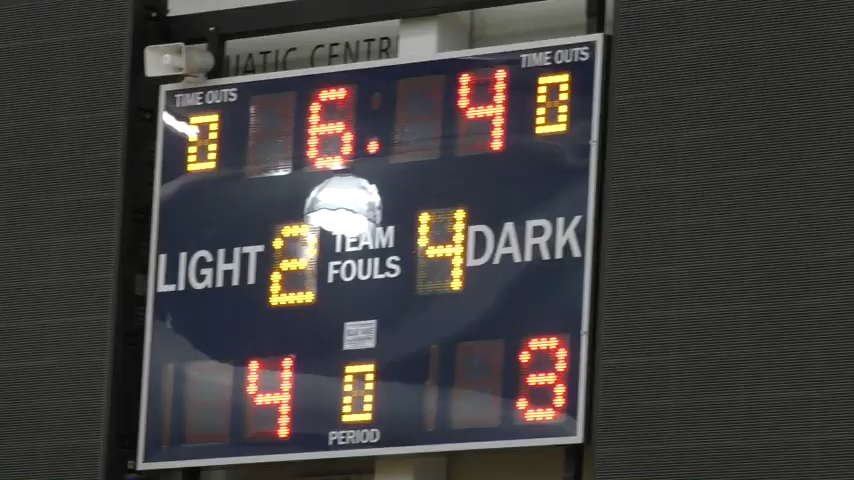 UATIC CENTR
TIME OUTS
TIME OUTS
0 6.4 0
LIGHT 2 TEAM FOULS 4 DARK
4 0 3
PERIOD